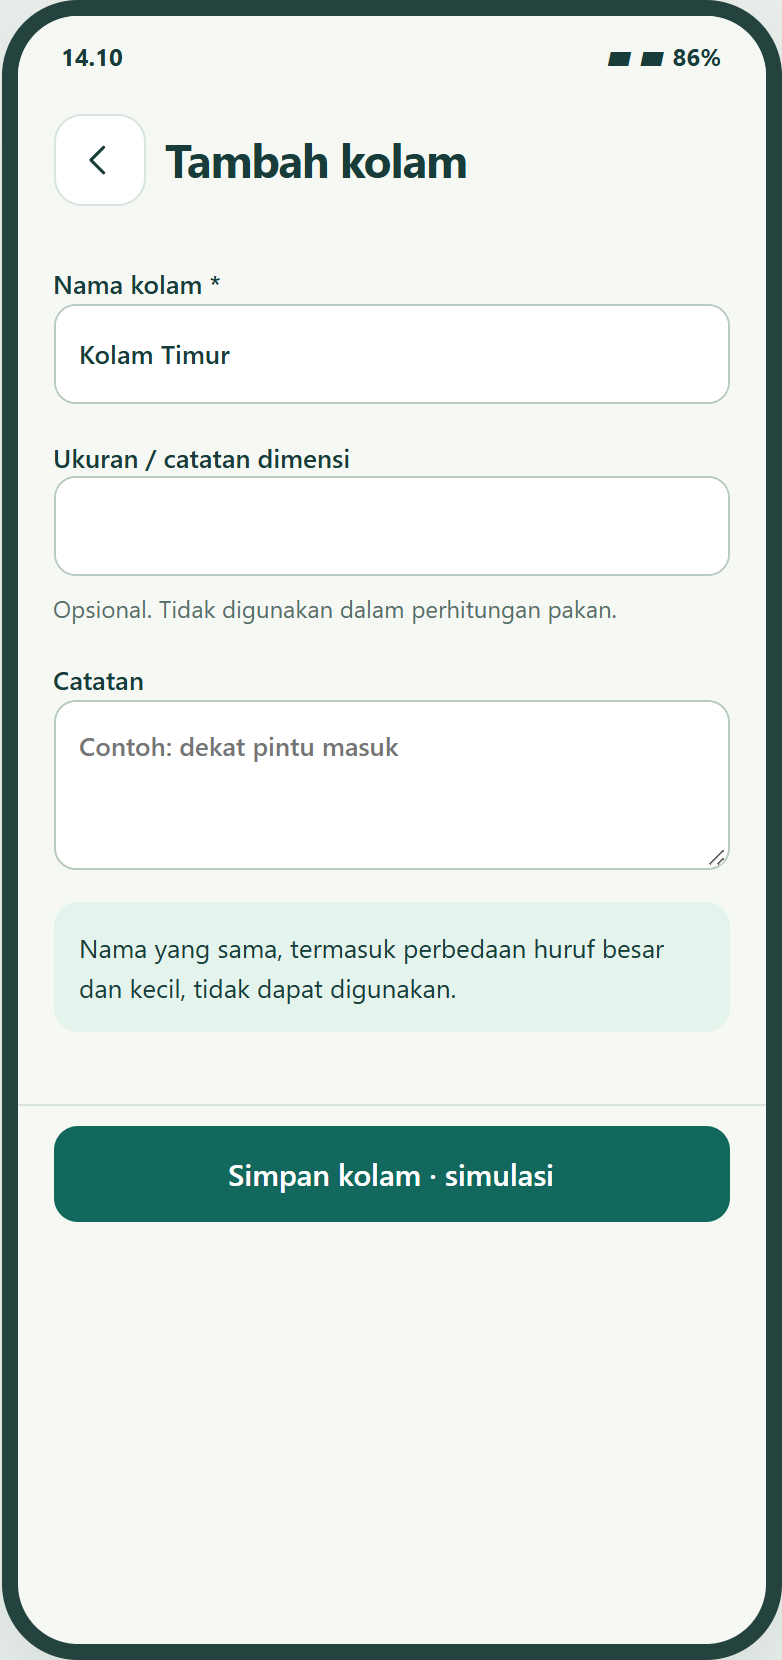 14.10
86%
Tambah kolam
Nama kolam *
Kolam Timur
Ukuran / catatan dimensi
Opsional. Tidak digunakan dalam perhitungan pakan.
Catatan
Contoh: dekat pintu masuk
Nama yang sama, termasuk perbedaan huruf besar
dan kecil, tidak dapat digunakan.
Simpan kolam · simulasi